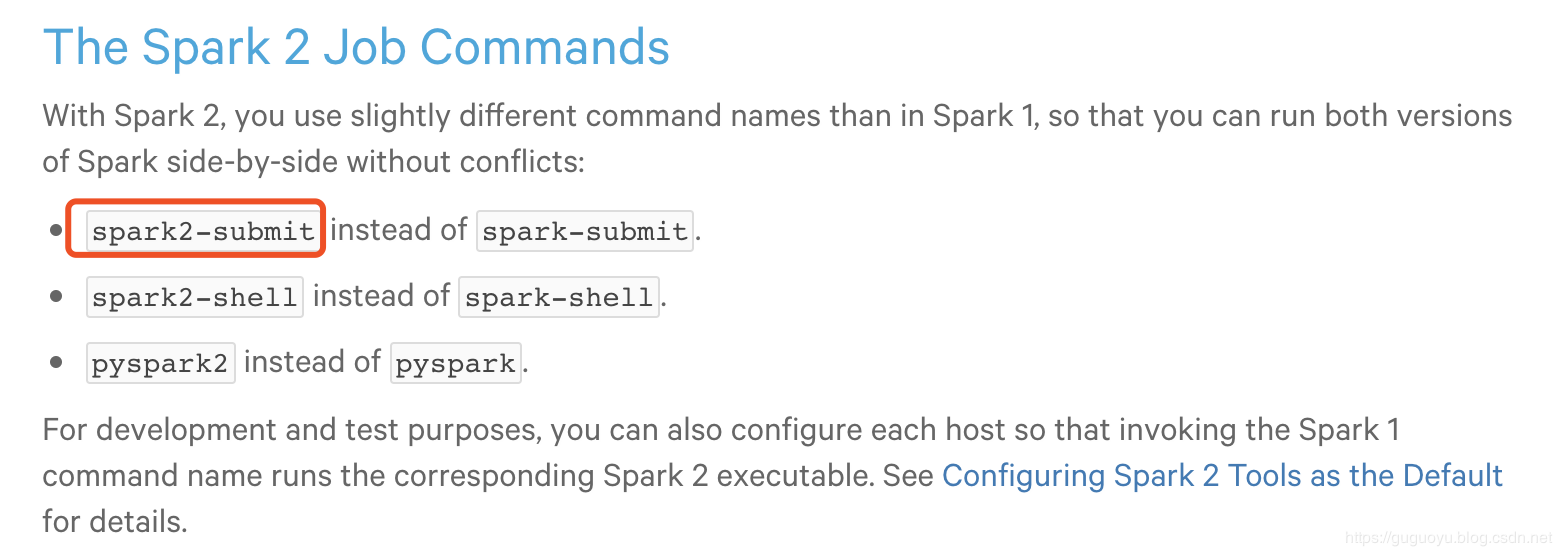 The Spark 2 Job Commands
With Spark 2, you use slightly different command names than in Spark 1, so that you can run both versions
of Spark side-by-side without conflicts:
• spark2-submit instead of spark-submit.
• spark2-shell instead of spark-shell.
• pyspark2 instead of pyspark.
For development and test purposes, you can also configure each host so that invoking the Spark 1
command name runs the corresponding Spark 2 executable. See Configuring Spark 2 Tools as the Default
for details.
https://guguoyu.blog.csdn.net